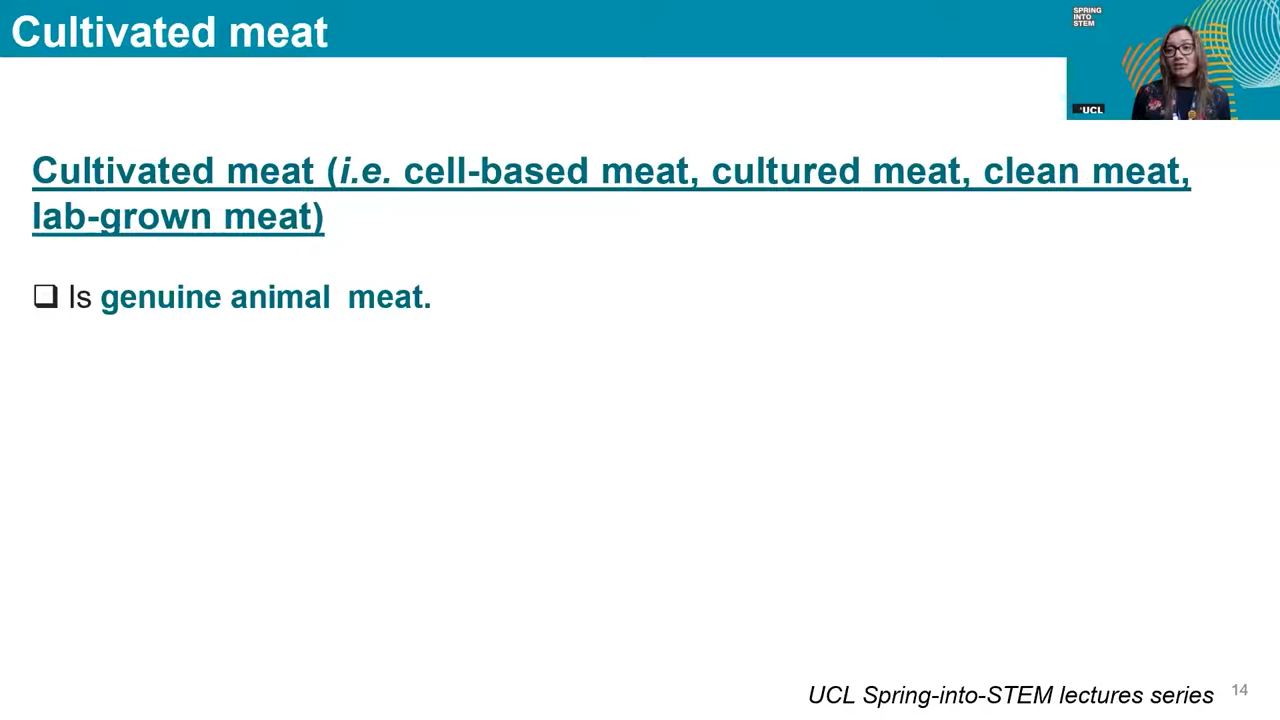 Cultivated meat
SPRING
INTO
STEM
UCL
Cultivated meat (i.e. cell-based meat, cultured meat, clean meat,
lab-grown meat)
❑ Is genuine animal  meat.
UCL Spring-into-STEM lectures series
14